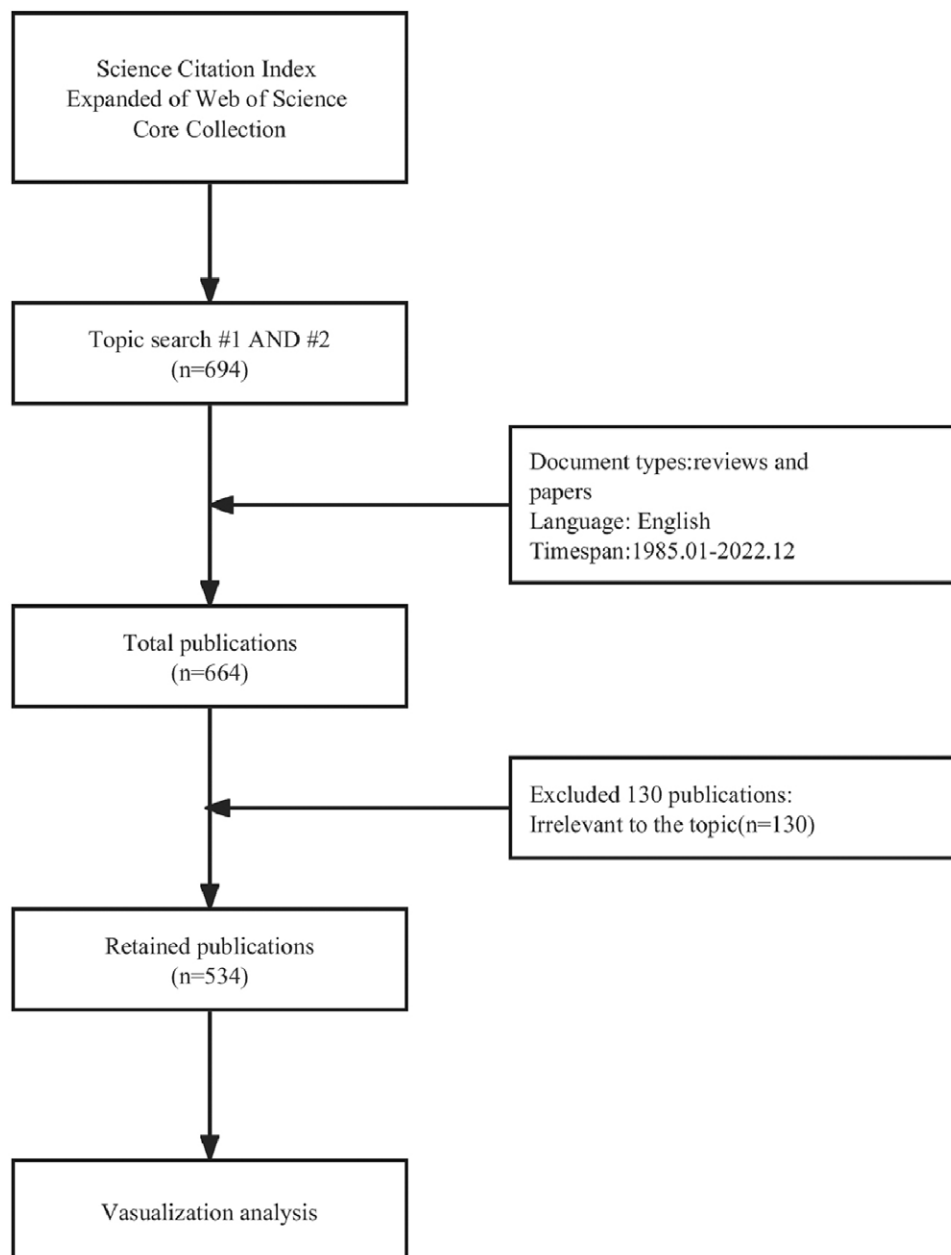 Science Citation Index
Expanded of Web of Science
Core Collection
Topic search #1 AND #2
(n=694)
Document types:reviews and
papers
Language: English
Timespan:1985.01-2022.12
Total publications
(n=664)
Excluded 130 publications:
Irrelevant to the topic(n=130)
Retained publications
(n=534)
Vasualization analysis